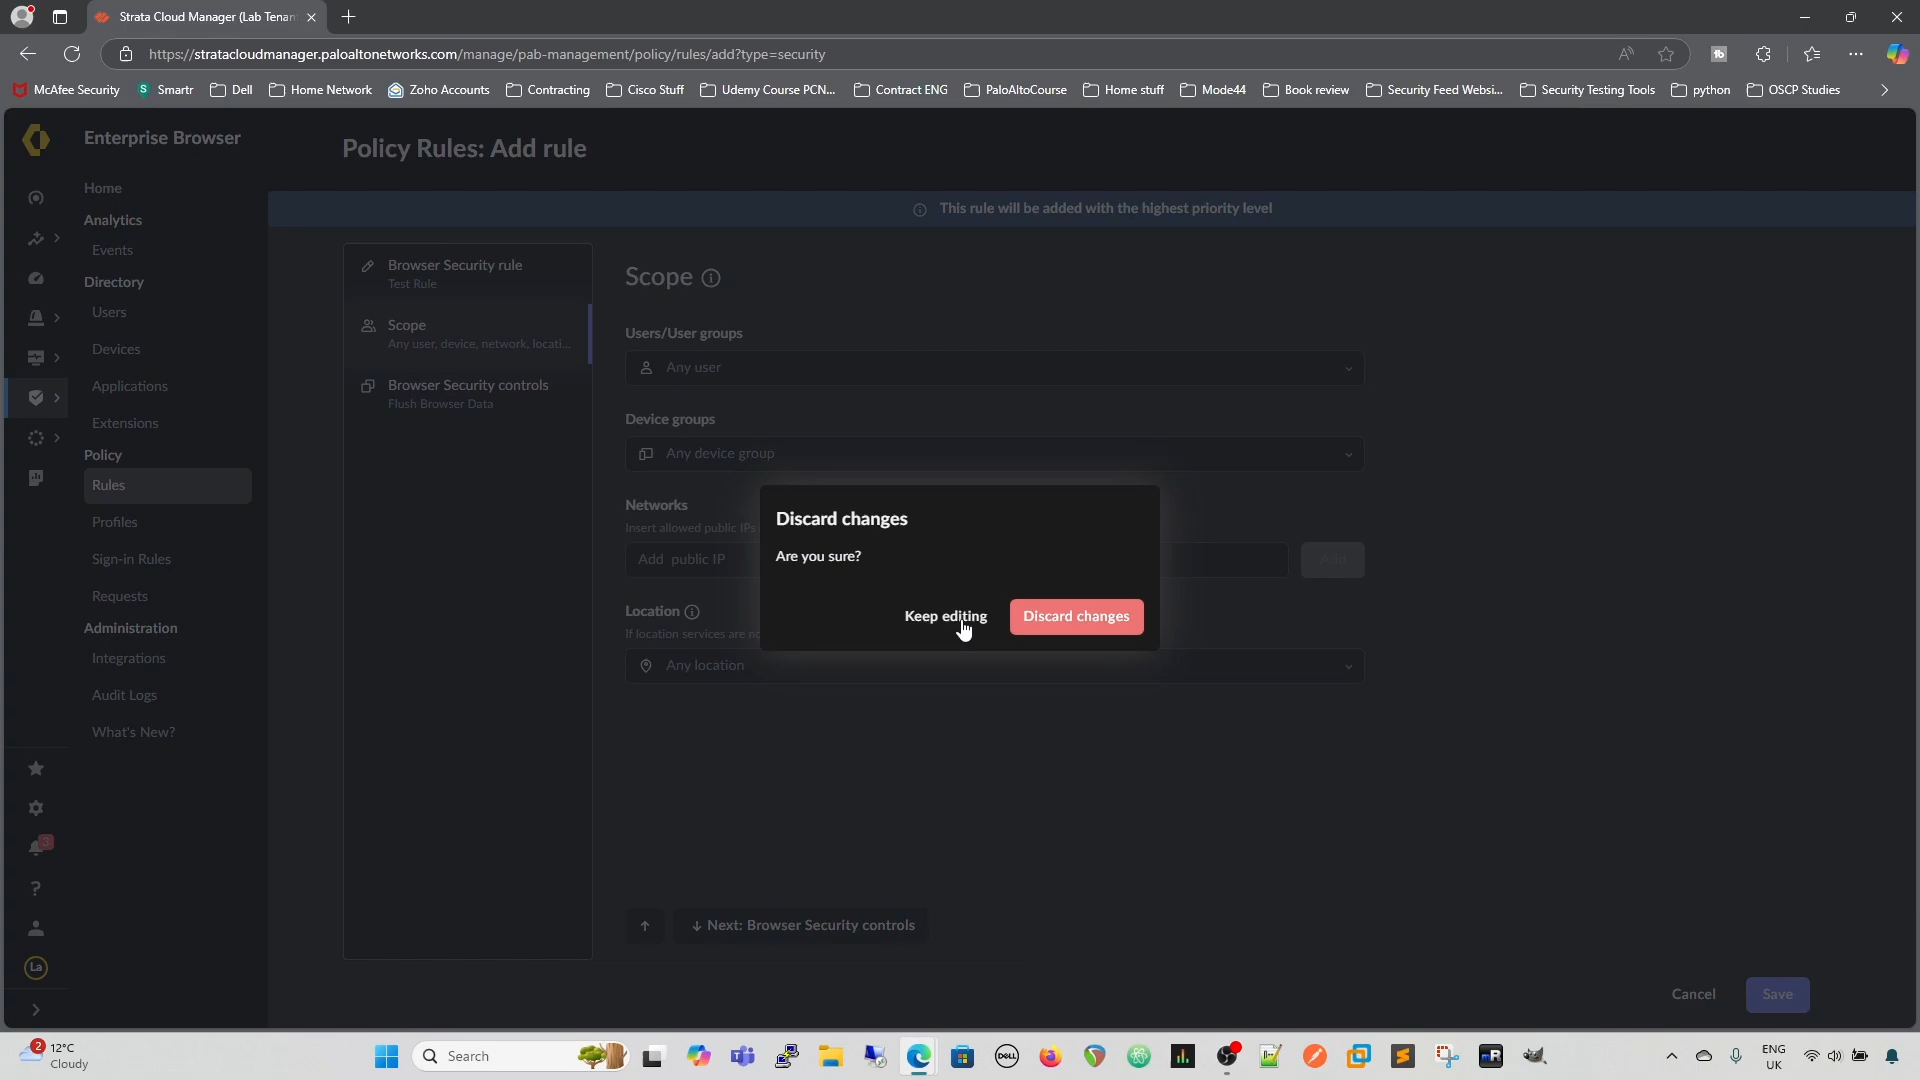 Strata Cloud Manager (Lab Tenan
https://stratacloudmanager.paloaltonetworks.com/manage/pab-management/policy/rules/add?type=security
McAfee Security
Smartr
Dell
Home Network
Zoho Accounts
Contracting
Cisco Stuff
Udemy Course PCN...
Contract ENG
PaloAltoCourse
Home stuff
Mode44
Book review
Security Feed Websi...
Security Testing Tools
python
OSCP Studies
Enterprise Browser
Policy Rules: Add rule
Home
Analytics
Events
Directory
Users
Devices
Applications
Extensions
Policy
Rules
Profiles
Sign-in Rules
Requests
Administration
Integrations
Audit Logs
What's New?
3
La
This rule will be added with the highest priority level
Browser Security rule
Test Rule
Scope
Any user, device, network, locati...
Browser Security controls
Flush Browser Data
Scope
Users/User groups
Any user
Device groups
Any device group
Networks
Insert allowed public IPs
Add public IP
Add
Location
If location services are no
Any location
Discard changes
Are you sure?
Keep editing
Discard changes
Next: Browser Security controls
Cancel
Save
2
12°C
Cloudy
Search
DELL
mR
ENG
UK